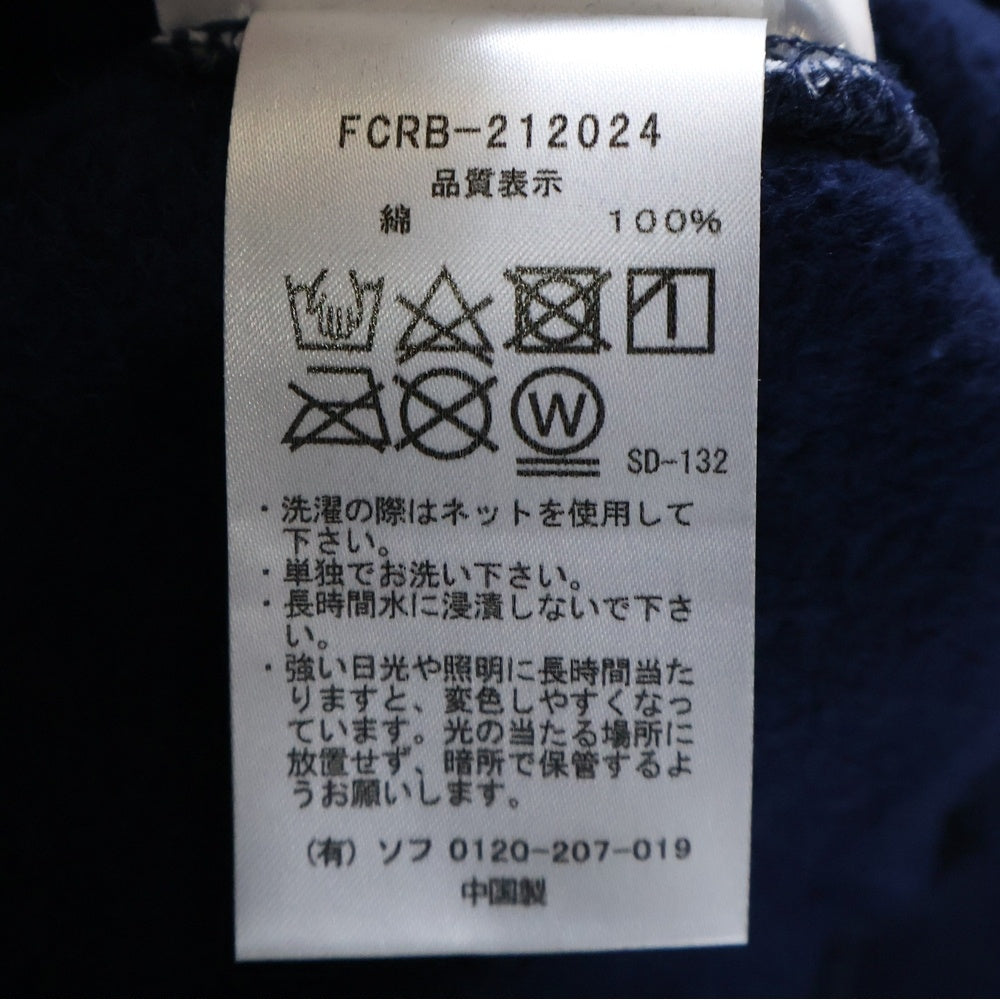 FCRB-212024
品質表示
綿 100%
W
SD-132
・洗濯の際はネットを使用して
下さい。
・単独でお洗い下さい。
・長時間水に浸漬しないで下さ
い。
・強い日光や照明に長時間当た
りますと、変色しやすくなっ
ています。光の当たる場所に
放置せず、暗所で保管するよ
うお願いします。
(有) ソフ 0120-207-019
中国製